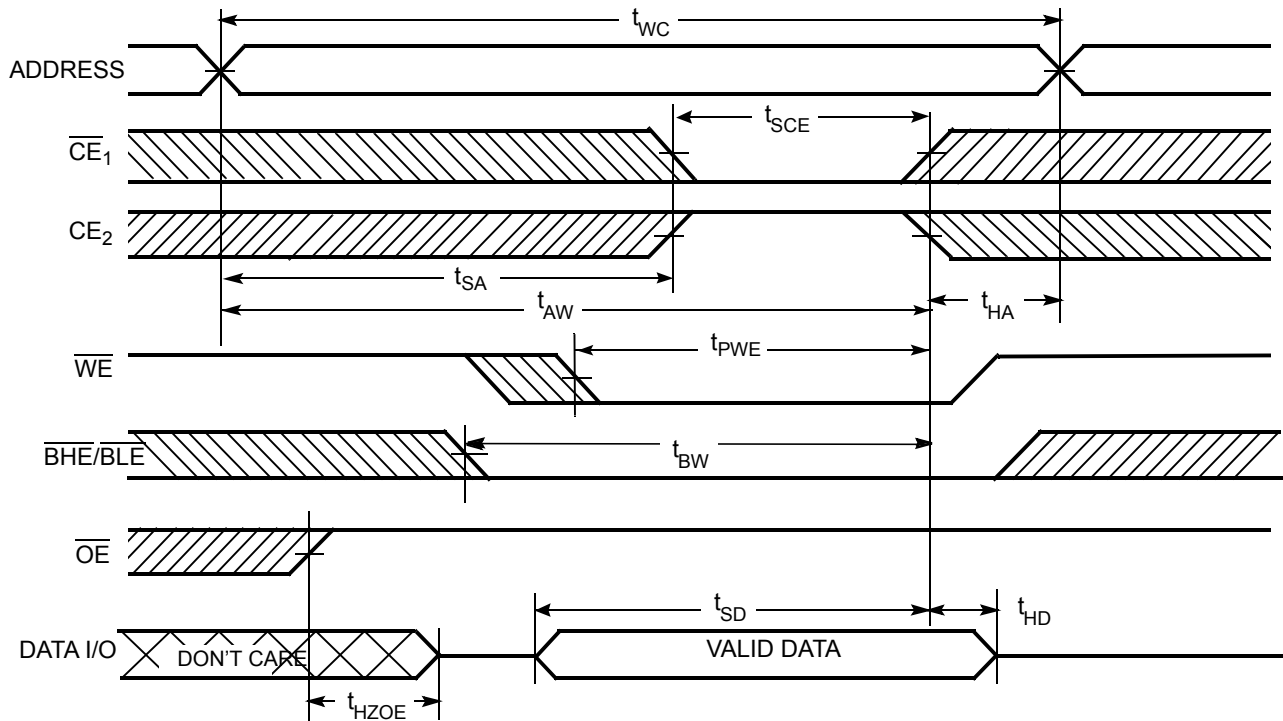 tWC
ADDRESS
tSCE
CE1
CE2
tSA
tAW
tHA
tPWE
WE
BHE/BLE
tBW
OE
tSD
tHD
DATA I/O
DON'T CARE
VALID DATA
tHZOE